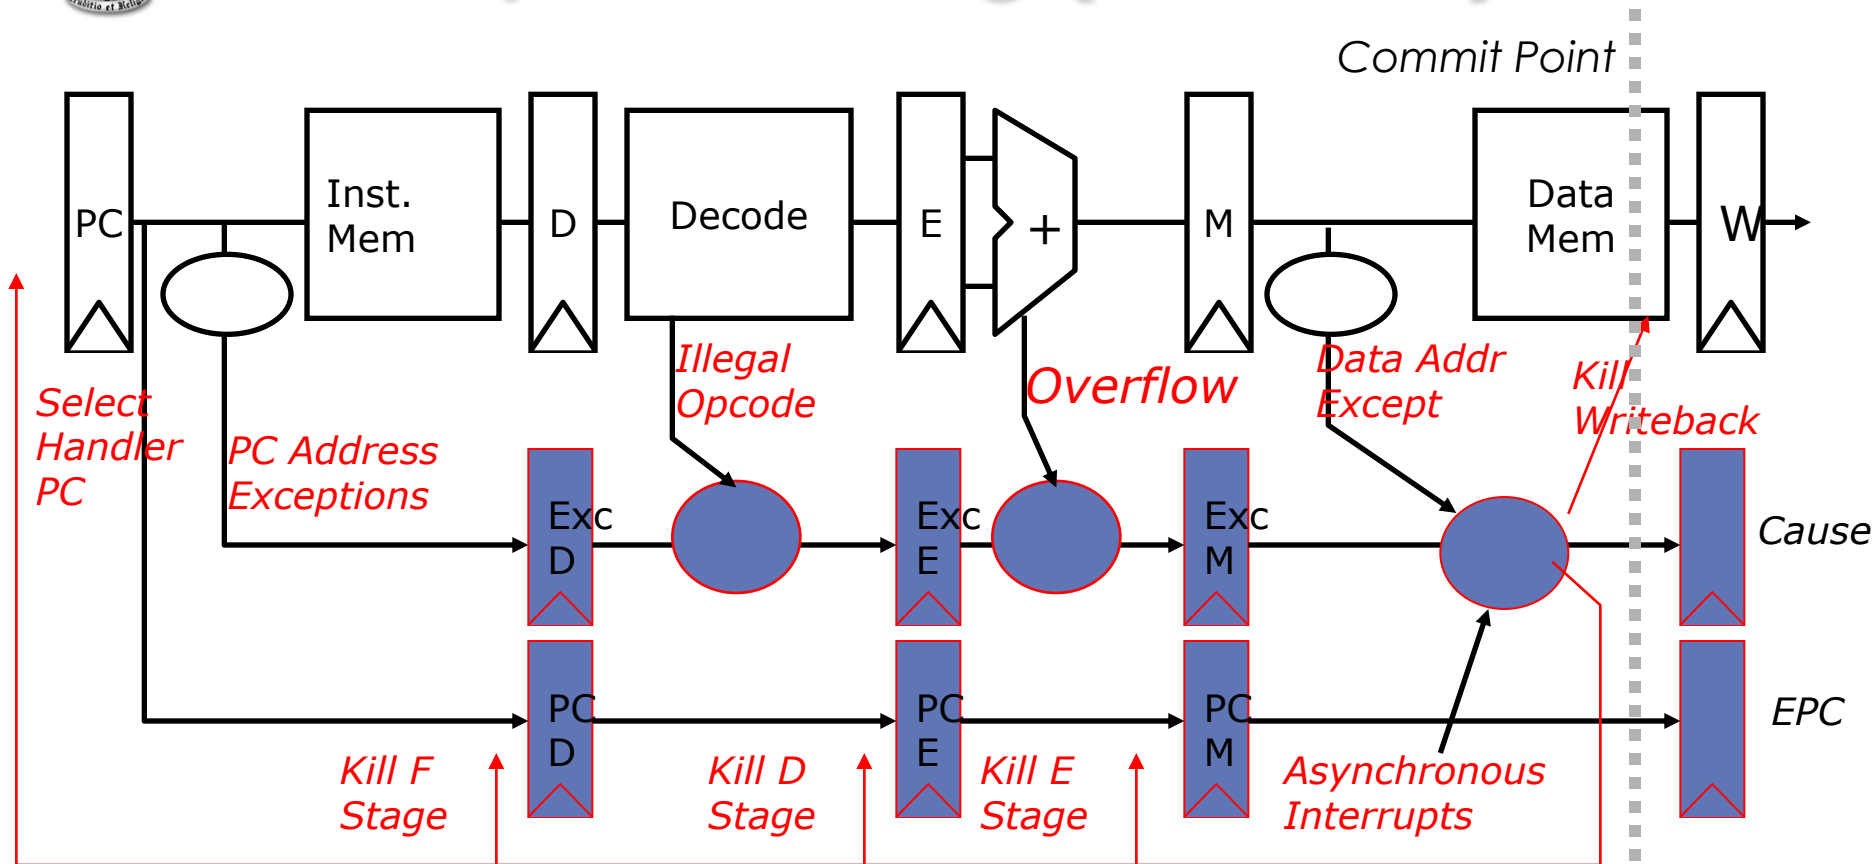 Commit Point
PC
Inst.
Mem
D
Decode
E
+
M
Data
Mem
W
Select
Handler
PC
PC Address
Exceptions
Illegal
Opcode
Overflow
Data Addr
Except
Kill
Writeback
Exc
D
Exc
E
Exc
M
Cause
PC
D
PC
E
PC
M
EPC
Kill F
Stage
Kill D
Stage
Kill E
Stage
Asynchronous
Interrupts